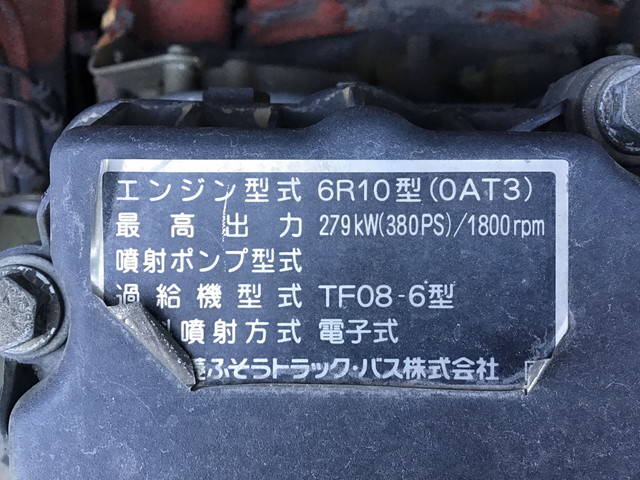 エンジン型式 6R10型(0AT3)
最高出力 279kW(380PS)/1800rpm
噴射ポンプ型式
過給機型式 TF08-6型
噴射方式 電子式
ふそうトラック・バス株式会社